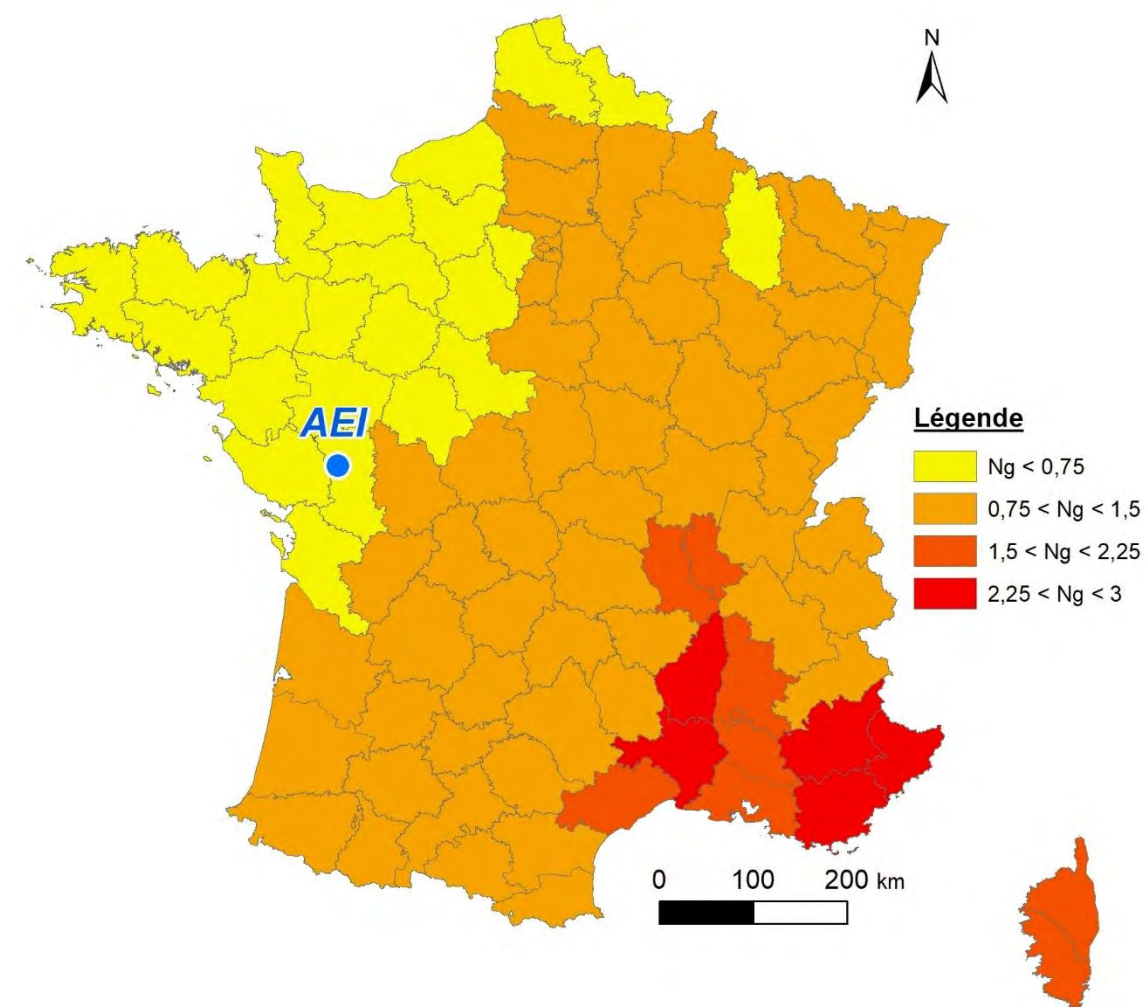 N
AEI
Légende
Ng < 0,75
0,75 < Ng < 1,5
1,5 < Ng < 2,25
2,25 < Ng < 3
0 100 200 km